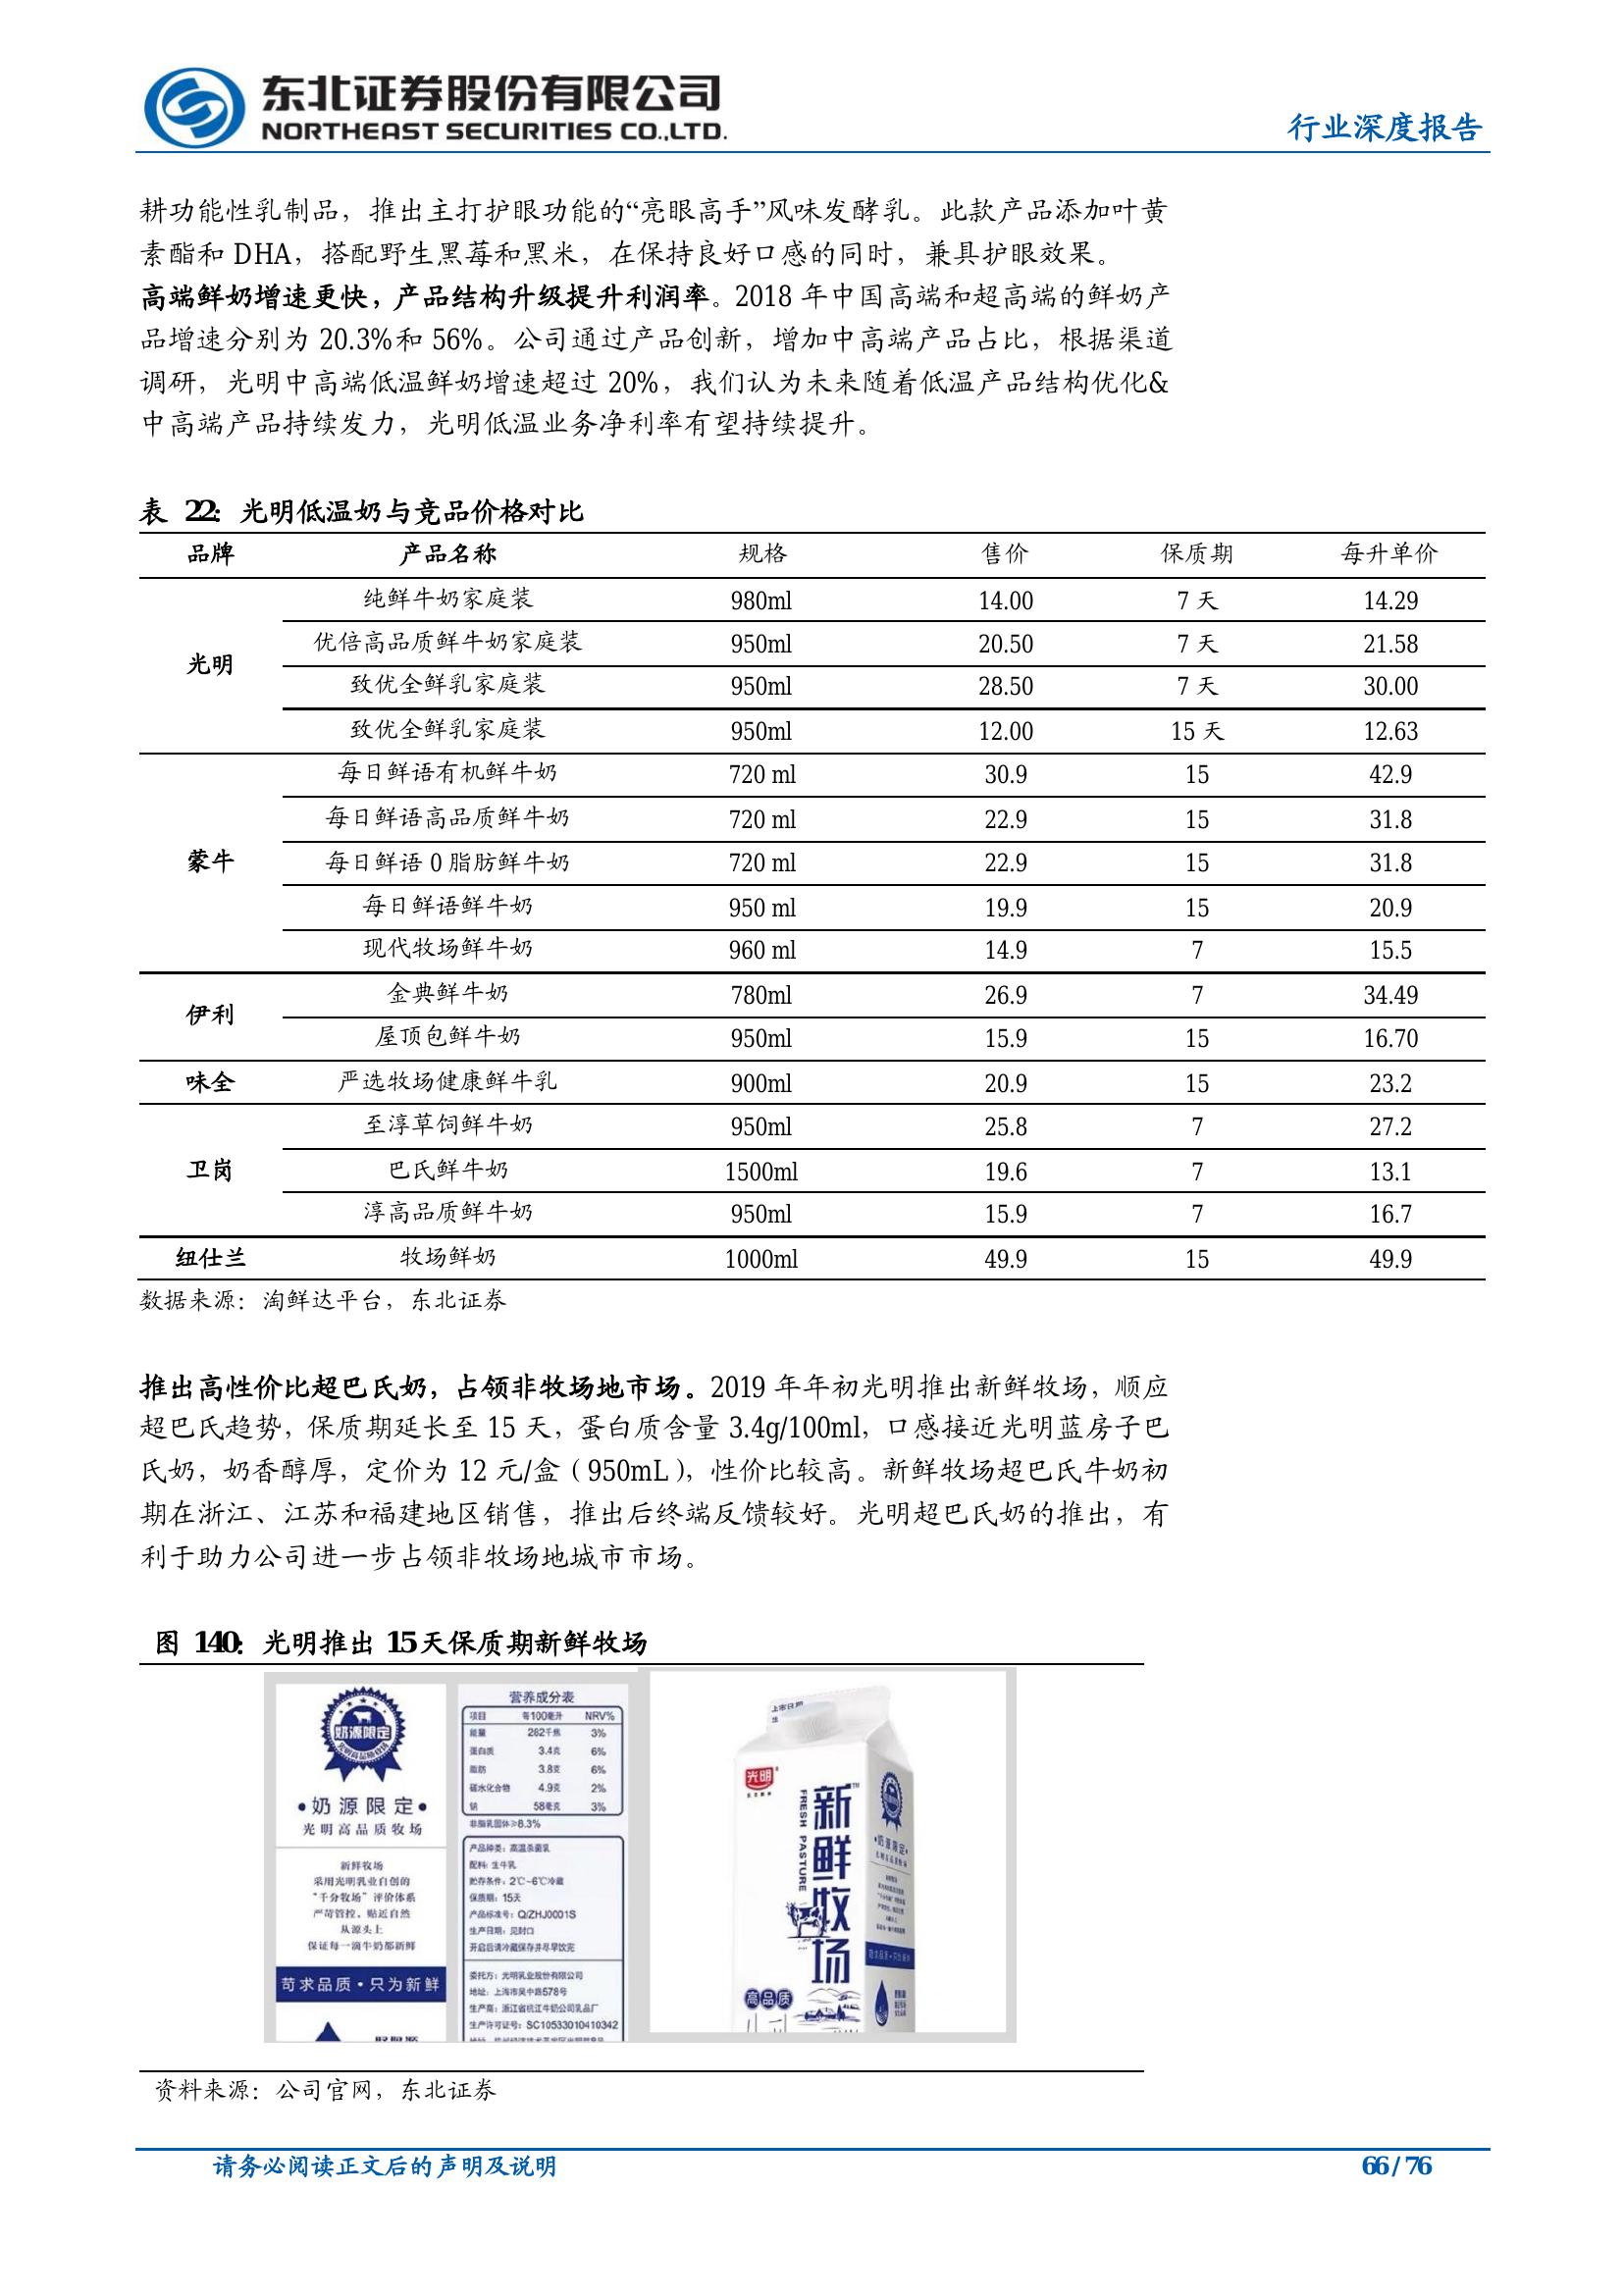 东北证券股份有限公司
NORTHEAST SECURITIES CO.,LTD.
行业深度报告
耕功能性乳制品，推出主打护眼功能的“亮眼高手”风味发酵乳。此款产品添加叶黄
素酯和 DHA，搭配野生黑莓和黑米，在保持良好口感的同时，兼具护眼效果。
高端鲜奶增速更快，产品结构升级提升利润率。2018 年中国高端和超高端的鲜奶产
品增速分别为 20.3%和 56%。公司通过产品创新，增加中高端产品占比，根据渠道
调研，光明中高端低温鲜奶增速超过 20%，我们认为未来随着低温产品结构优化&
中高端产品持续发力，光明低温业务净利率有望持续提升。
表 22：光明低温奶与竞品价格对比
品牌 产品名称 规格 售价 保质期 每升单价
光明 纯鲜牛奶家庭装 980ml 14.00 7 天 14.29
优倍高品质鲜牛奶家庭装 950ml 20.50 7 天 21.58
致优全鲜乳家庭装 950ml 28.50 7 天 30.00
致优全鲜乳家庭装 950ml 12.00 15 天 12.63
蒙牛 每日鲜语有机鲜牛奶 720 ml 30.9 15 42.9
每日鲜语高品质鲜牛奶 720 ml 22.9 15 31.8
每日鲜语 0 脂肪鲜牛奶 720 ml 22.9 15 31.8
每日鲜语鲜牛奶 950 ml 19.9 15 20.9
现代牧场鲜牛奶 960 ml 14.9 7 15.5
伊利 金典鲜牛奶 780ml 26.9 7 34.49
屋顶包鲜牛奶 950ml 15.9 15 16.70
味全 严选牧场健康鲜牛乳 900ml 20.9 15 23.2
卫岗 至淳草饲鲜牛奶 950ml 25.8 7 27.2
巴氏鲜牛奶 1500ml 19.6 7 13.1
淳高品质鲜牛奶 950ml 15.9 7 16.7
纽仕兰 牧场鲜奶 1000ml 49.9 15 49.9
数据来源：淘鲜达平台，东北证券
推出高性价比超巴氏奶，占领非牧场地市场。2019 年年初光明推出新鲜牧场，顺应
超巴氏趋势，保质期延长至 15 天，蛋白质含量 3.4g/100ml，口感接近光明蓝房子巴
氏奶，奶香醇厚，定价为 12 元/盒（950mL），性价比较高。新鲜牧场超巴氏牛奶初
期在浙江、江苏和福建地区销售，推出后终端反馈较好。光明超巴氏奶的推出，有
利于助力公司进一步占领非牧场地城市市场。
图 140：光明推出 15 天保质期新鲜牧场
奶源限定
•奶源限定•
光明高品质牧场
新鲜牧场
采用光明乳业自创的
“千分牧场”评价体系
严苛管控，贴近自然
从源头上
保证每一滴牛奶都新鲜
苛求品质•只为新鲜
营养成分表
项目 每100毫升 NRV%
能量 262千焦 3%
蛋白质 3.4克 6%
脂肪 3.8克 6%
碳水化合物 4.9克 2%
钠 58毫克 3%
非脂乳固体≥8.3%
产品种类：高温杀菌乳
配料：生牛乳
贮存条件：2℃~6℃冷藏
保质期：15天
产品标准号：Q/ZHJ0001S
生产日期：见封口
开启后请冷藏保存并尽早饮完
委托方：光明乳业股份有限公司
地址：上海市吴中路578号
生产商：浙江省杭江牛奶公司乳品厂
生产许可证号：SC10533010410342
上市日期
光明
新鲜牧场
FRESH PASTURE
高品质
资料来源：公司官网，东北证券
请务必阅读正文后的声明及说明
66 / 76